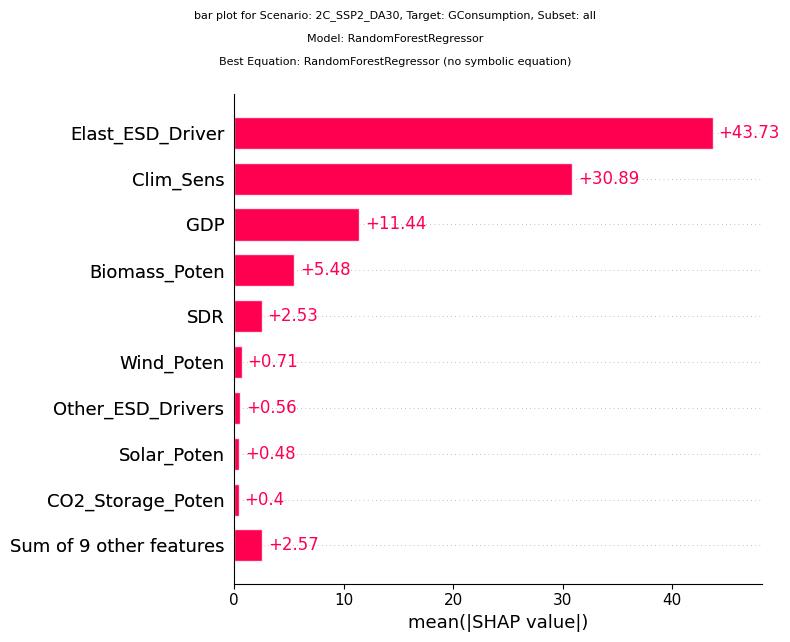 bar plot for Scenario: 2C_SSP2_DA30, Target: GConsumption, Subset: all
Model: RandomForestRegressor
Best Equation: RandomForestRegressor (no symbolic equation)
Elast_ESD_Driver +43.73
Clim_Sens +30.89
GDP +11.44
Biomass_Poten +5.48
SDR +2.53
Wind_Poten +0.71
Other_ESD_Drivers +0.56
Solar_Poten +0.48
CO2_Storage_Poten +0.4
Sum of 9 other features +2.57
0 10 20 30 40
mean(|SHAP value|)